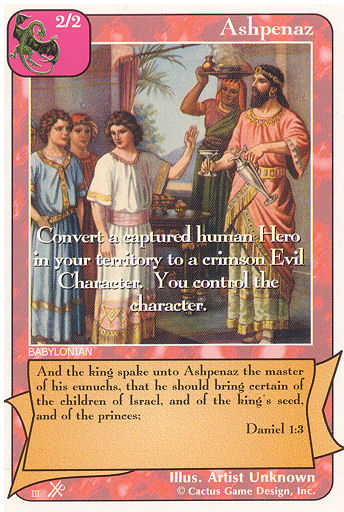 2/2
Ashpenaz
Convert a captured human Hero
in your territory to a crimson Evil
Character. You control the
character.
BABYLONIAN
And the king spake unto Ashpenaz the master
of his eunuchs, that he should bring certain of
the children of Israel, and of the king's seed,
and of the princes;
Daniel 1:3
Illus. Artist Unknown
III
© Cactus Game Design, Inc.